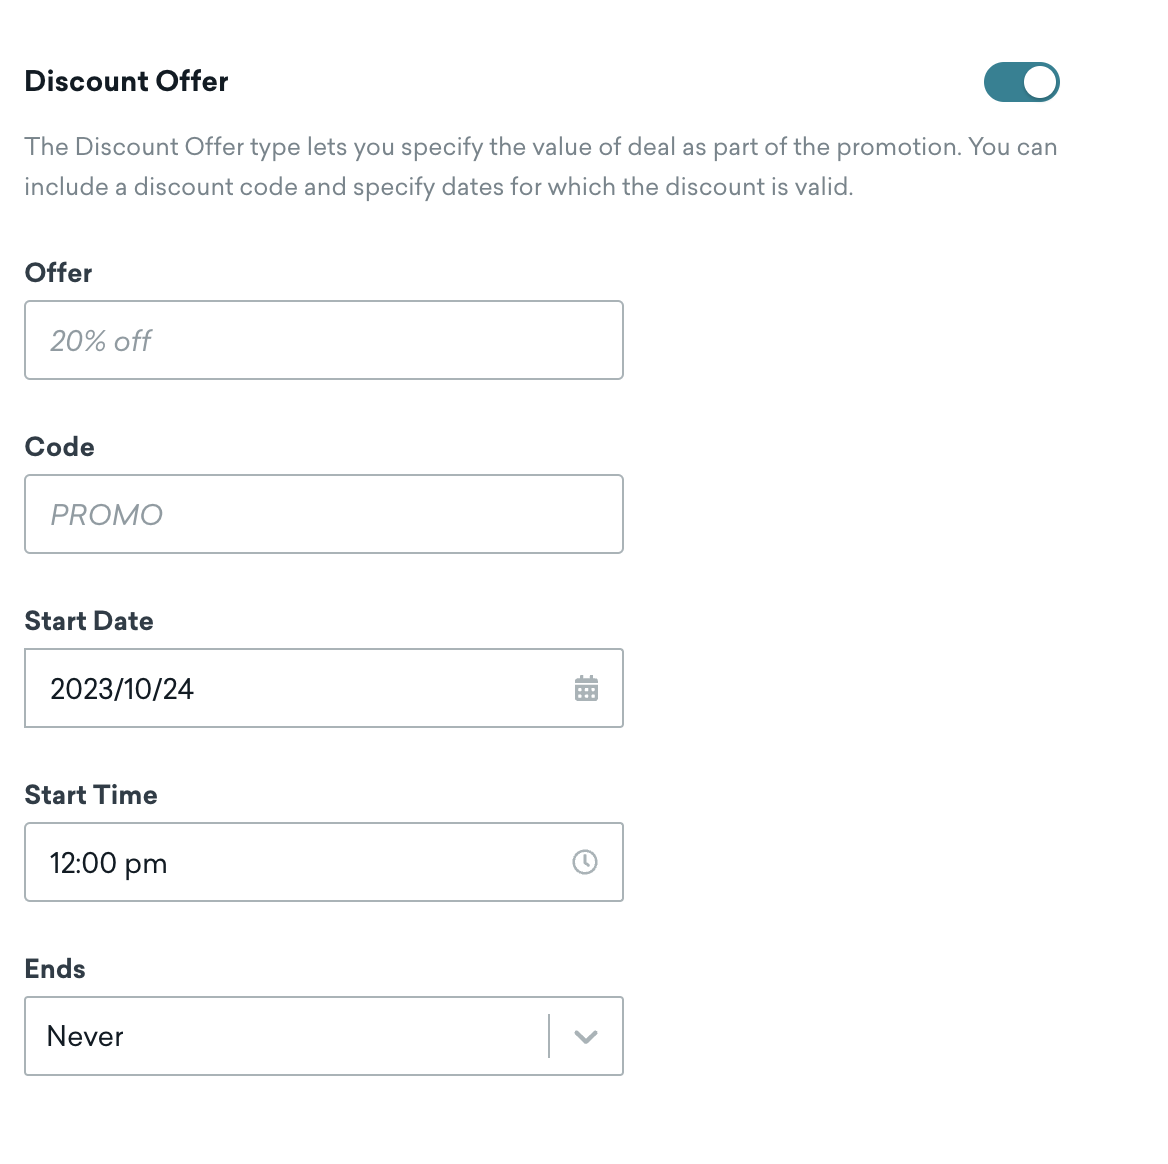 Discount Offer
The Discount Offer type lets you specify the value of deal as part of the promotion. You can
include a discount code and specify dates for which the discount is valid.
Offer
20% off
Code
PROMO
Start Date
2023/10/24
Start Time
12:00 pm
Ends
Never